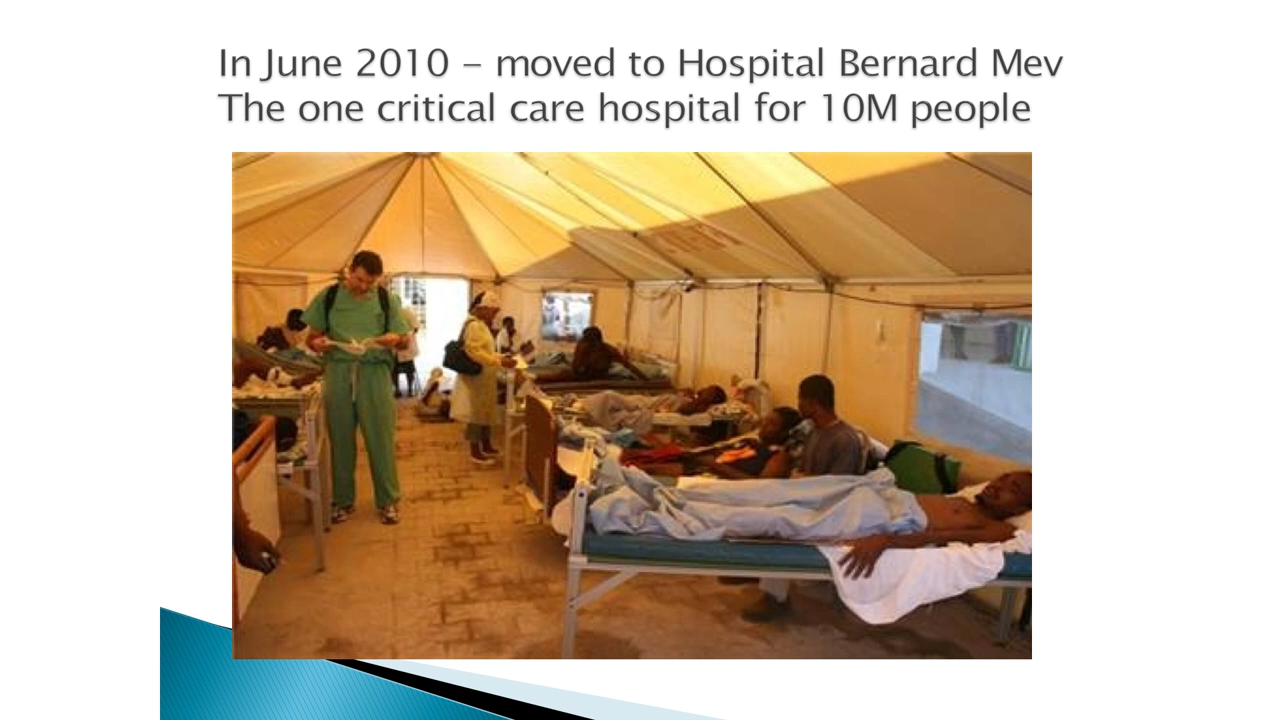 In June 2010 – moved to Hospital Bernard Mev
The one critical care hospital for 10M people